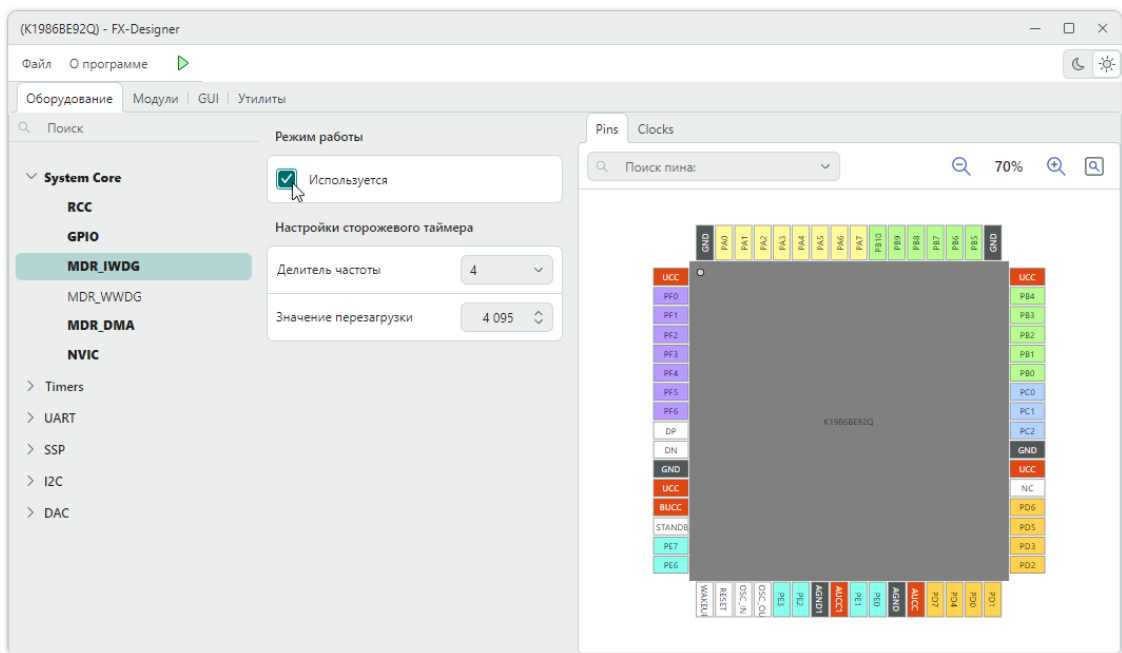 (K1986BE92Q) - FX-Designer
Файл О программе
Оборудование Модули GUI Утилиты
Поиск
System Core
RCC
GPIO
MDR_IWDG
MDR_WWDG
MDR_DMA
NVIC
Timers
UART
SSP
I2C
DAC
Режим работы
Используется
Настройки сторожевого таймера
Делитель частоты 4
Значение перезагрузки 4 095
Pins Clocks
Поиск пина: 70%
GND PA0 PA1 PA2 PA3 PA4 PA5 PA6 PA7 PB10 PB9 PB8 PB7 PB6 PB5 GND
UCC
PF0
PF1
PF2
PF3
PF4
PF5
PF6
DP
DN
GND
UCC
BUCC
STANDB
PE7
PE6
K1986BE92Q
UCC
PB4
PB3
PB2
PB1
PB0
PC0
PC1
PC2
GND
UCC
NC
PD6
PD5
PD3
PD2
WAKEUF RESET OSC_IN OSC_OU PE3 PE2 AGND1 AUCC1 PE1 PE0 AGND AUCC PD7 PD4 PD0 PD1